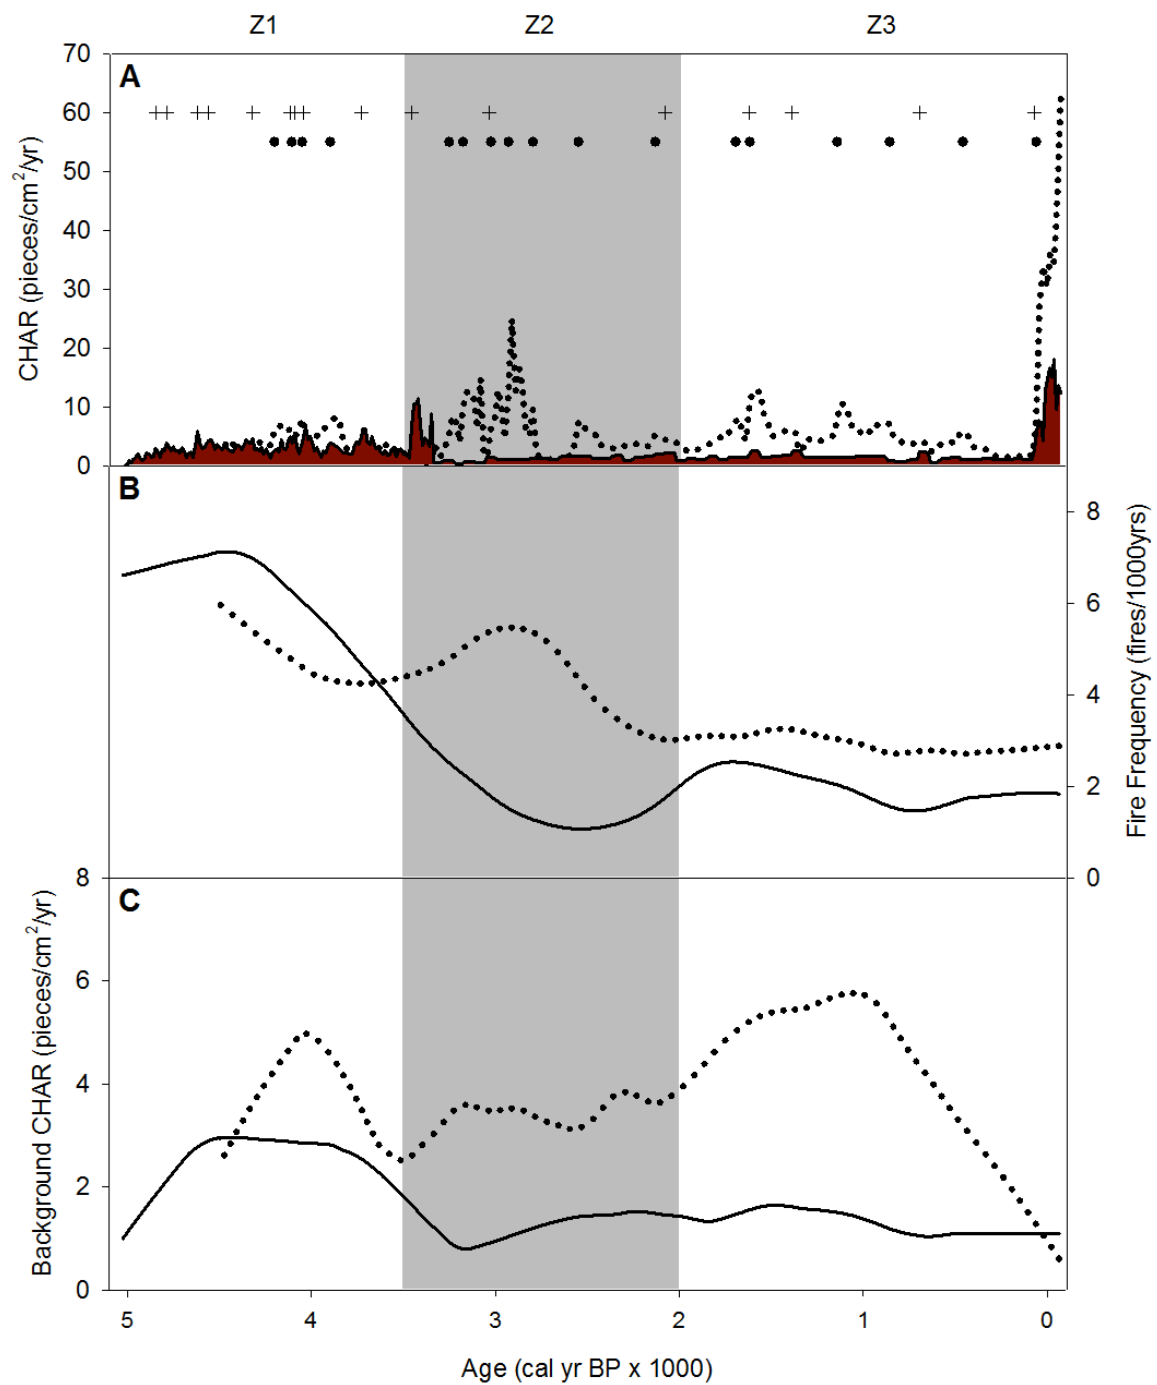 Z1 Z2 Z3
A
70
60
50
40
30
20
10
0
CHAR (pieces/cm²/yr)
B
8
6
4
2
0
Fire Frequency (fires/1000yrs)
C
8
6
4
2
0
Background CHAR (pieces/cm²/yr)
5 4 3 2 1 0
Age (cal yr BP x 1000)